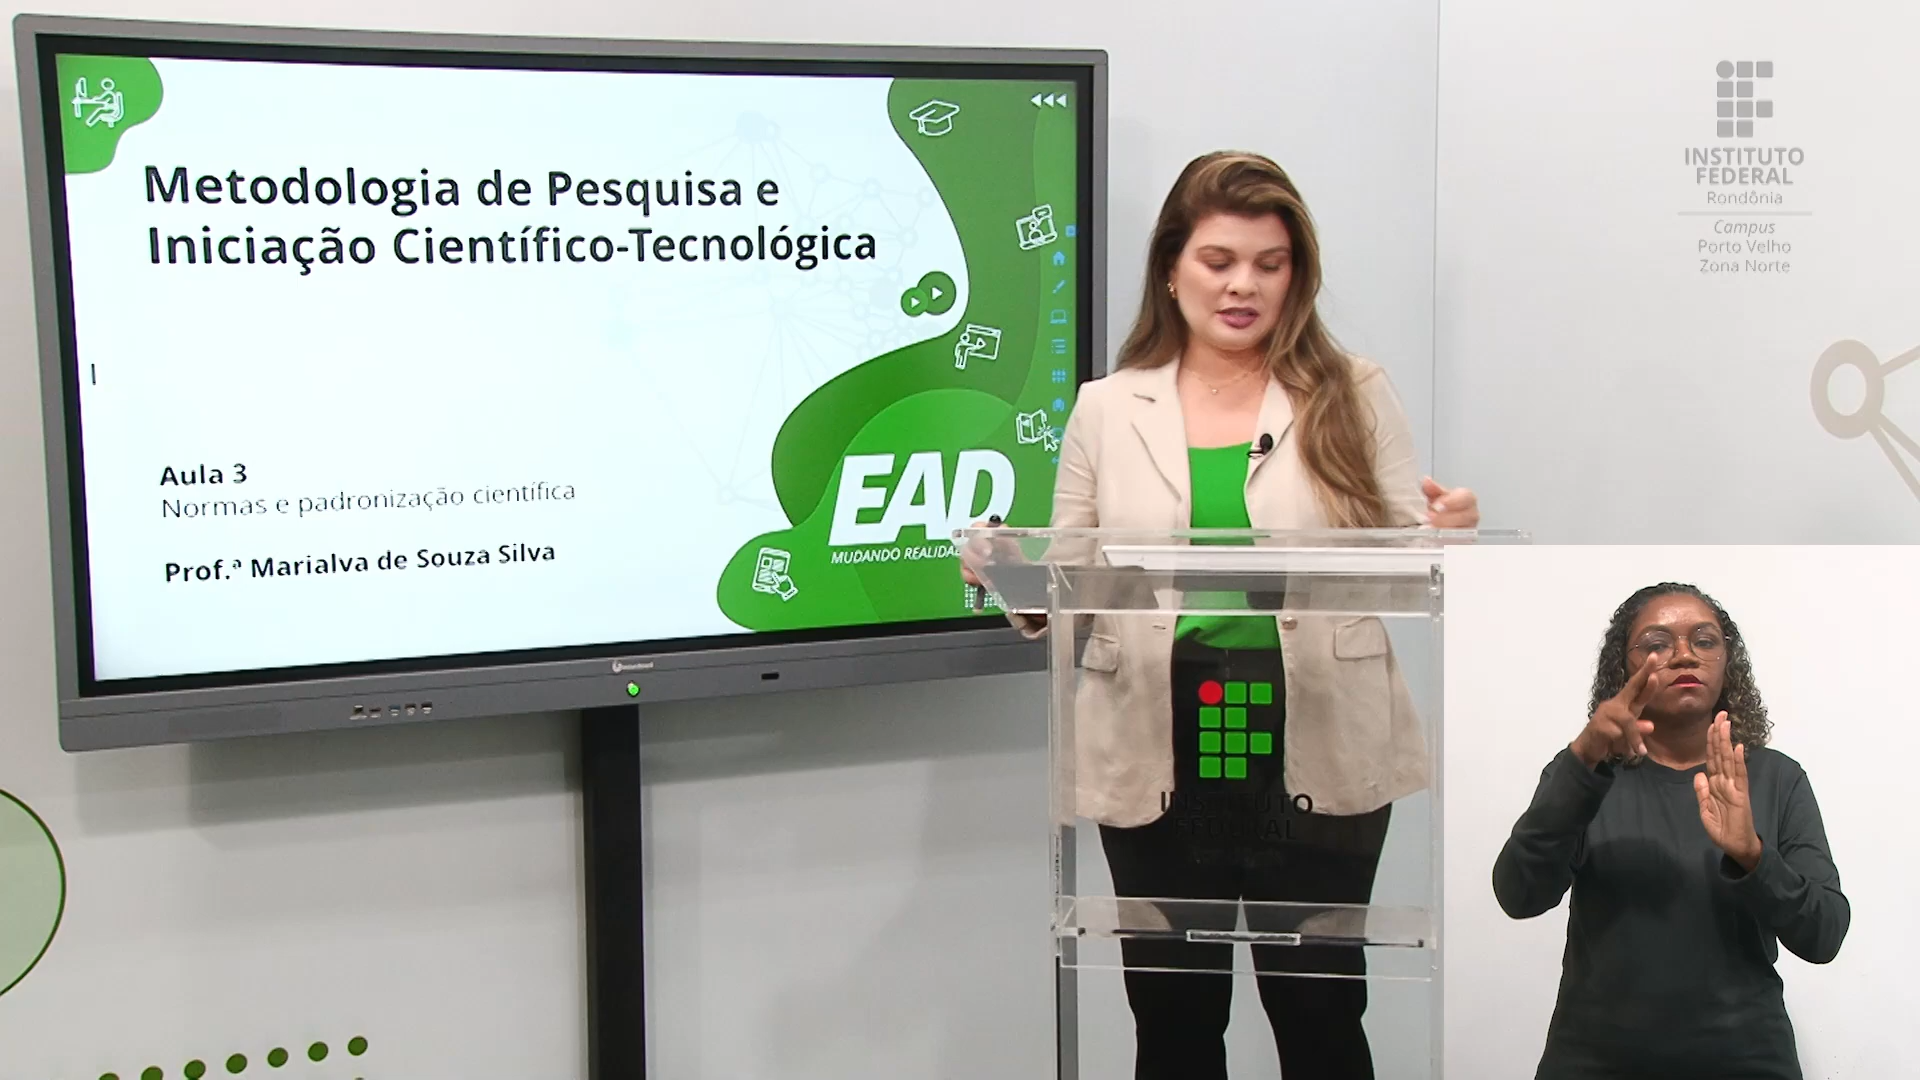 Metodologia de Pesquisa e
Iniciação Científico-Tecnológica
Aula 3
Normas e padronização científica
Prof.ª Marialva de Souza Silva
EAD
MUDANDO
INSTITUTO
FEDERAL
Rondônia
Campus
Porto Velho
Zona Norte
INSTITUTO
FEDERAL